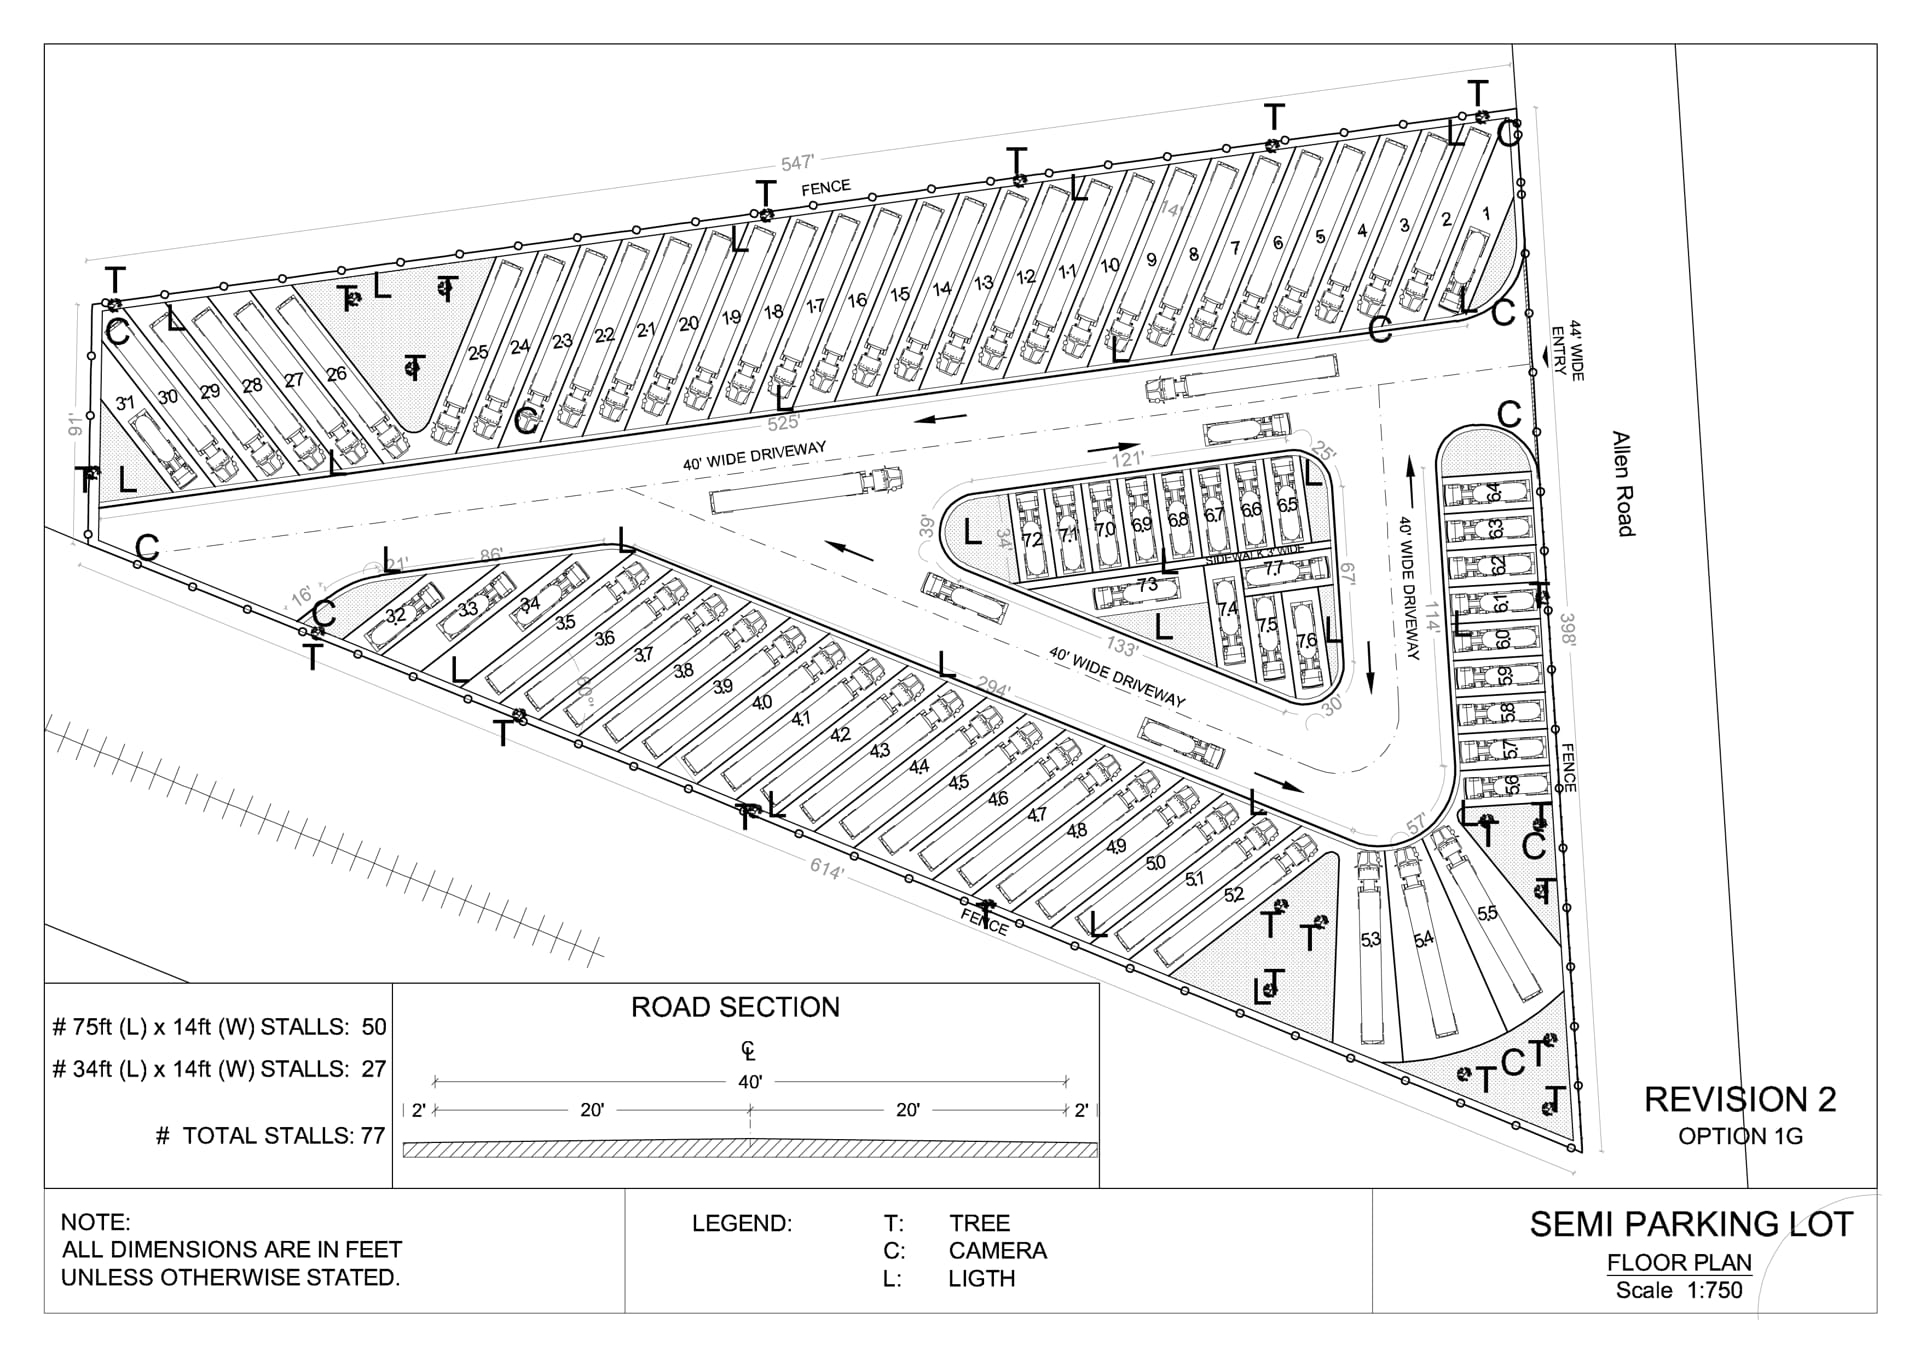 T
T
T
L
C
547'
T
FENCE
L
T
14'
L
1
2
3
4
5
6
7
8
9
10
11
12
13
14
15
16
17
18
19
20
21
22
23
24
25
T
C
L
T
L
T
T
L
C
C
44' WIDE
ENTRY
L
26
27
28
29
30
31
91'
T
L
L
C
L
525'
40' WIDE DRIVEWAY
C
Allen Road
121'
25'
L
39'
L
34'
72
71
70
69
68
67
66
65
SIDEWALK 3' WIDE
L
73
77
74
75
76
L
L
67'
133'
30'
40' WIDE DRIVEWAY
40' WIDE DRIVEWAY
114'
64
63
62
61
60
59
58
57
56
T
L
398'
FENCE
C
L
21'
86'
L
16'
C
T
32
33
34
L
35
36
37
38
39
40
41
42
43
44
45
46
47
48
49
50
51
52
53
54
55
60°
L
294'
T
T
L
614'
T
FENCE
L
L
57'
L
T
T
C
T
T
T
L
T
C
T
T
T
# 75ft (L) x 14ft (W) STALLS: 50
# 34ft (L) x 14ft (W) STALLS: 27
# TOTAL STALLS: 77
ROAD SECTION
℄
40'
2'
20'
20'
2'
REVISION 2
OPTION 1G
NOTE:
ALL DIMENSIONS ARE IN FEET
UNLESS OTHERWISE STATED.
LEGEND:
T: TREE
C: CAMERA
L: LIGTH
SEMI PARKING LOT
FLOOR PLAN
Scale 1:750